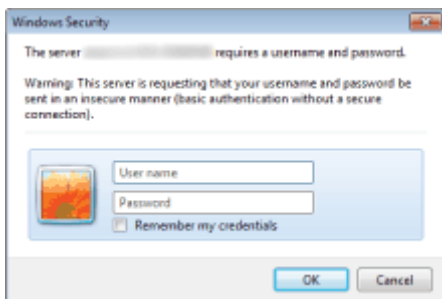 Windows Security
The server requires a username and password.
Warning: This server is requesting that your username and password be
sent in an insecure manner (basic authentication without a secure
connection).
User name
Password
Remember my credentials
OK Cancel